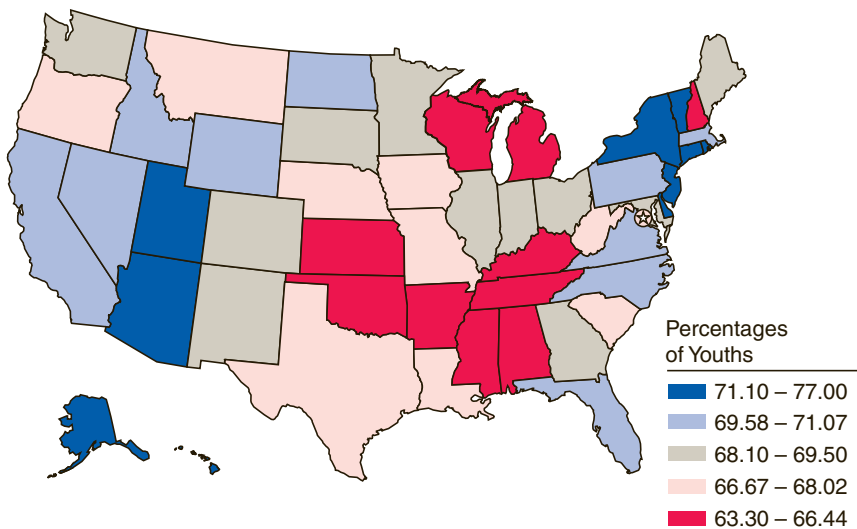 Percentages
of Youths
71.10 – 77.00
69.58 – 71.07
68.10 – 69.50
66.67 – 68.02
63.30 – 66.44